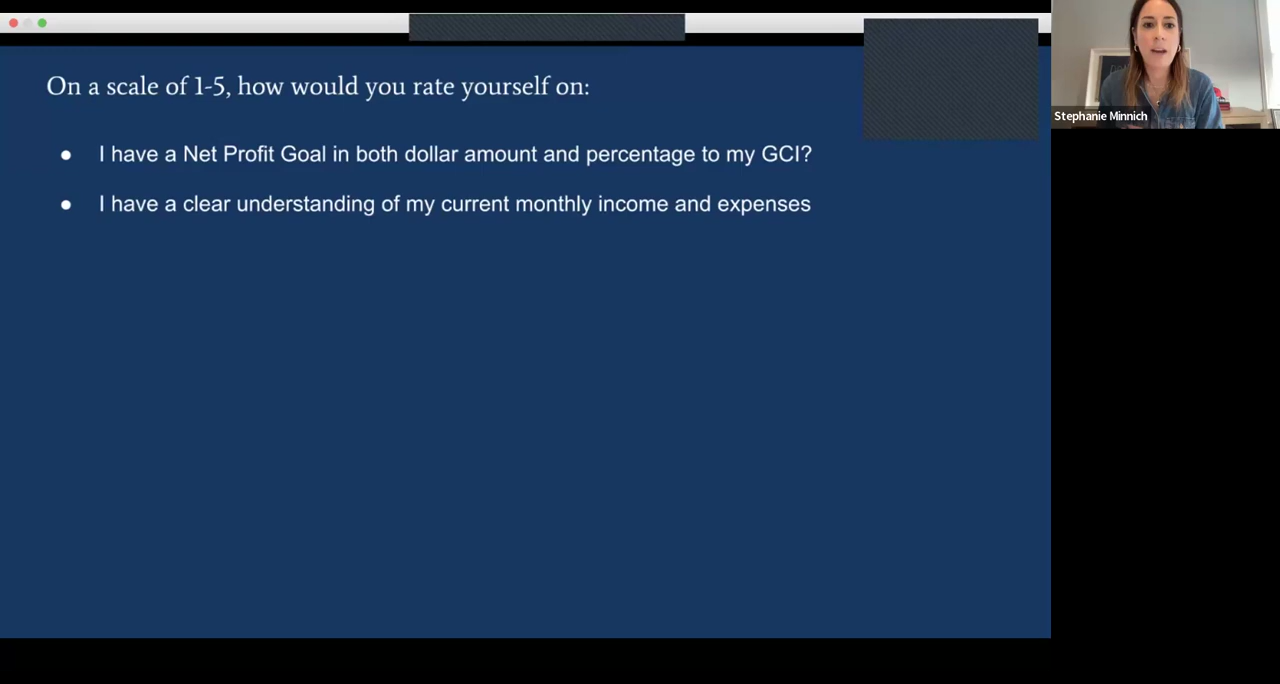 On a scale of 1-5, how would you rate yourself on:
● I have a Net Profit Goal in both dollar amount and percentage to my GCI?
● I have a clear understanding of my current monthly income and expenses
Stephanie Minnich